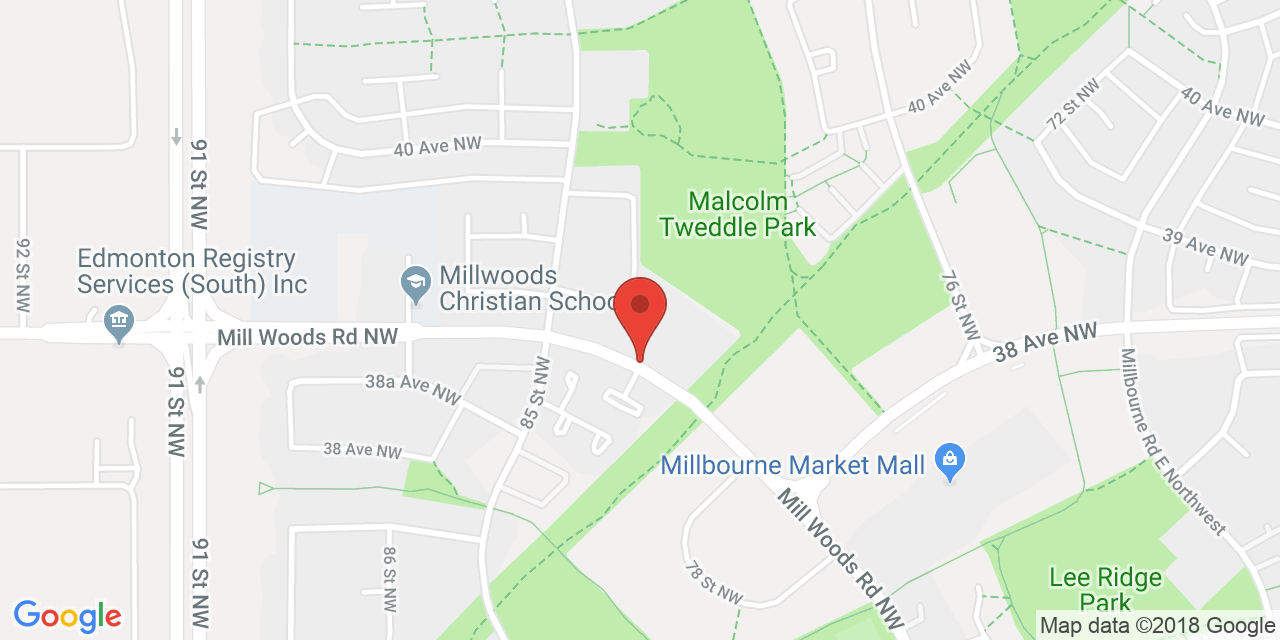 40 Ave NW
72 St NW
40 Ave NW
91 St NW
40 Ave NW
Malcolm
Tweddle Park
92 St NW
39 Ave NW
Edmonton Registry
Services (South) Inc
Millwoods
Christian School
76 St NW
Mill Woods Rd NW
38 Ave NW
91 St NW
38a Ave NW
85 St NW
Millbourne Rd E Northwest
38 Ave NW
Millbourne Market Mall
Mill Woods Rd NW
91 St NW
86 St NW
78 St NW
Lee Ridge
Park
Google
Map data ©2018 Google